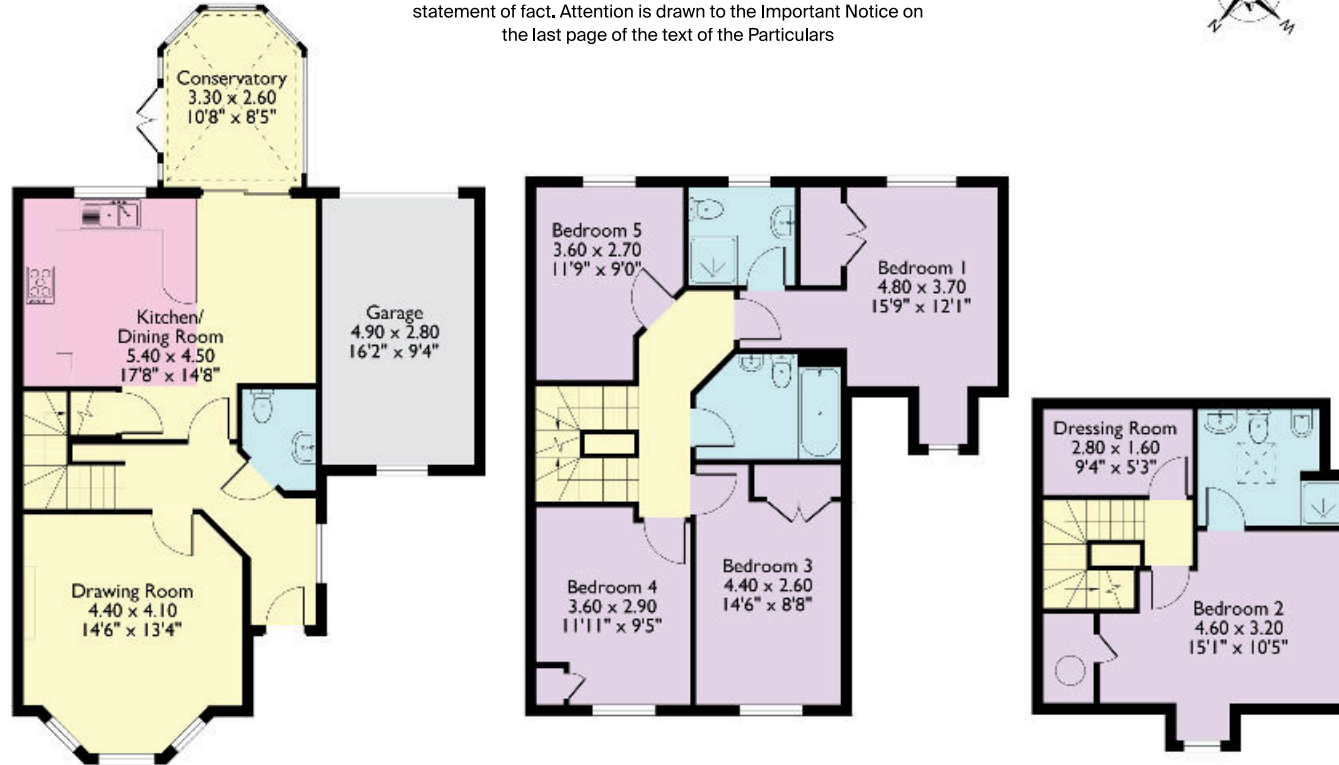 statement of fact. Attention is drawn to the Important Notice on
the last page of the text of the Particulars
N
Conservatory
3.30 x 2.60
10'8" x 8'5"
Kitchen/
Dining Room
5.40 x 4.50
17'8" x 14'8"
Garage
4.90 x 2.80
16'2" x 9'4"
Drawing Room
4.40 x 4.10
14'6" x 13'4"
Bedroom 5
3.60 x 2.70
11'9" x 9'0"
Bedroom 1
4.80 x 3.70
15'9" x 12'1"
Bedroom 4
3.60 x 2.90
11'11" x 9'5"
Bedroom 3
4.40 x 2.60
14'6" x 8'8"
Dressing Room
2.80 x 1.60
9'4" x 5'3"
Bedroom 2
4.60 x 3.20
15'1" x 10'5"